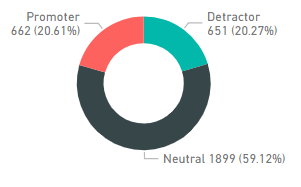 Promoter
662 (20.61%)
Detractor
651 (20.27%)
Neutral 1899 (59.12%)